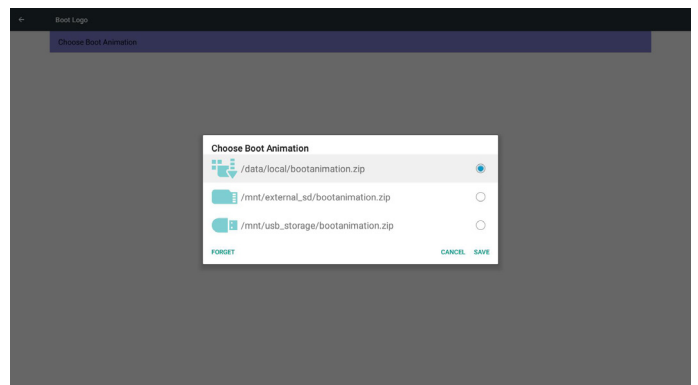 Boot Logo
Choose Boot Animation
Choose Boot Animation
/data/local/bootanimation.zip
/mnt/external_sd/bootanimation.zip
/mnt/usb_storage/bootanimation.zip
FORGET CANCEL SAVE